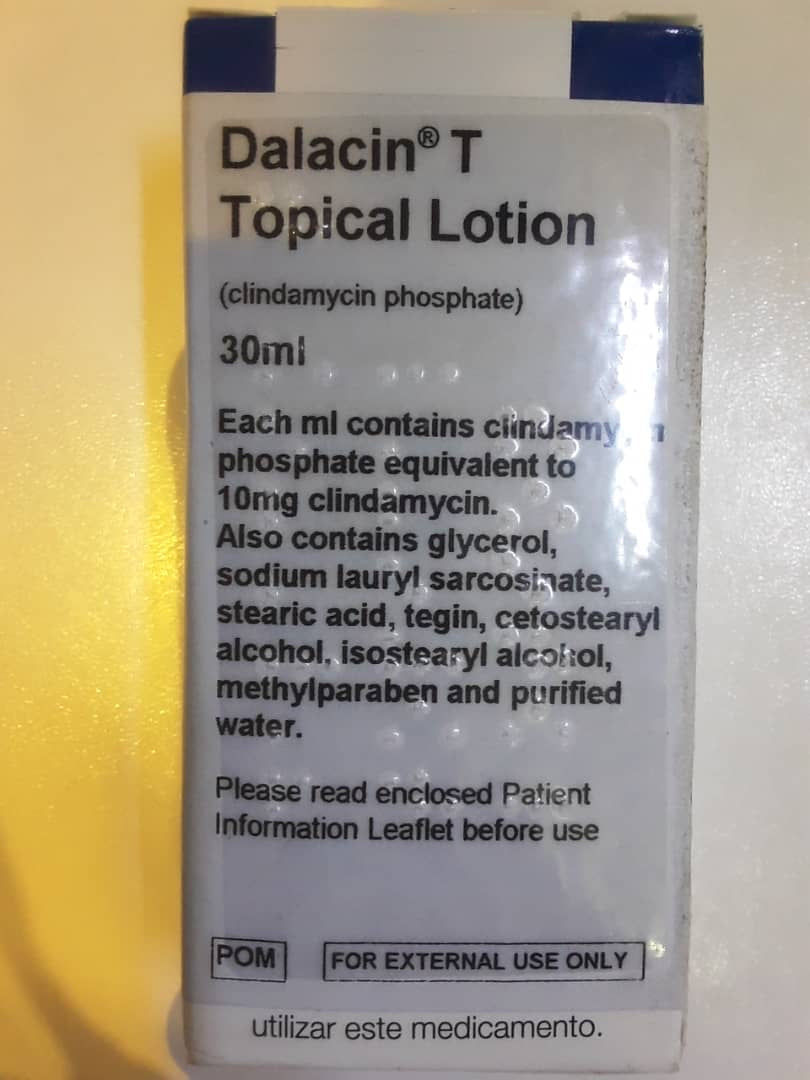 Dalacin® T
Topical Lotion
(clindamycin phosphate)
30ml
Each ml contains clindamycin
phosphate equivalent to
10mg clindamycin.
Also contains glycerol,
sodium lauryl sarcosinate,
stearic acid, tegin, cetostearyl
alcohol, isostearyl alcohol,
methylparaben and purified
water.
Please read enclosed Patient
Information Leaflet before use
POM FOR EXTERNAL USE ONLY
utilizar este medicamento.